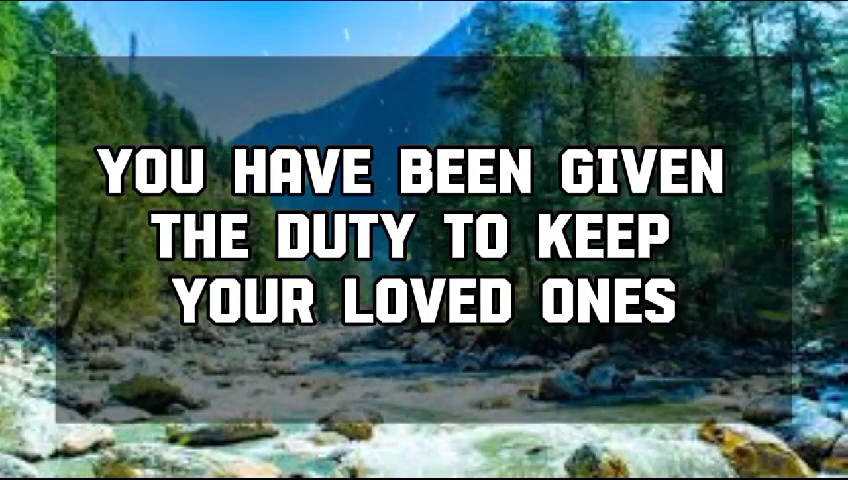 YOU HAVE BEEN GIVEN
THE DUTY TO KEEP
YOUR LOVED ONES